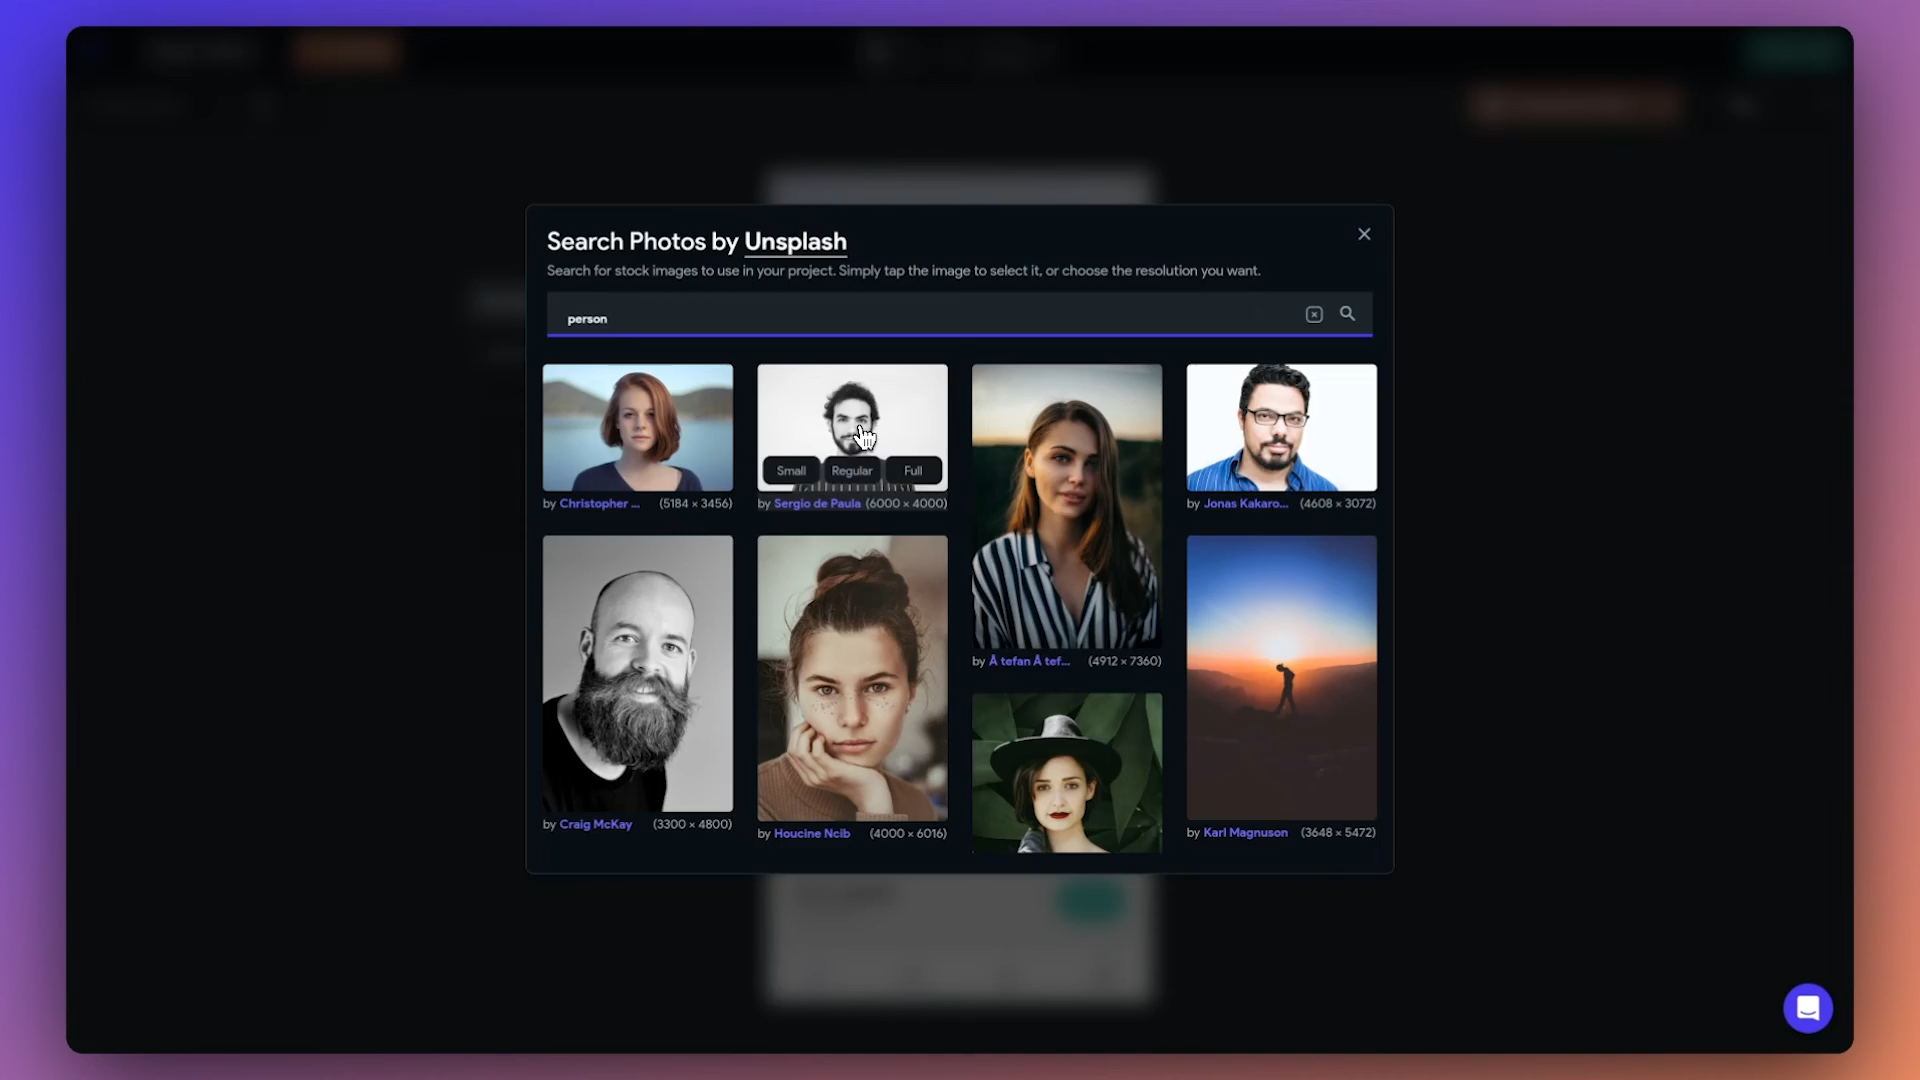 Search Photos by Unsplash
Search for stock images to use in your project. Simply tap the image to select it, or choose the resolution you want.
person
Small Regular Full
by Christopher ... (5184 × 3456)
by Sergio de Paula (6000 × 4000)
by Jonas Kakaro... (4608 × 3072)
by Å tefan Å tef... (4912 × 7360)
by Craig McKay (3300 × 4800)
by Houcine Ncib (4000 × 6016)
by Karl Magnuson (3648 × 5472)